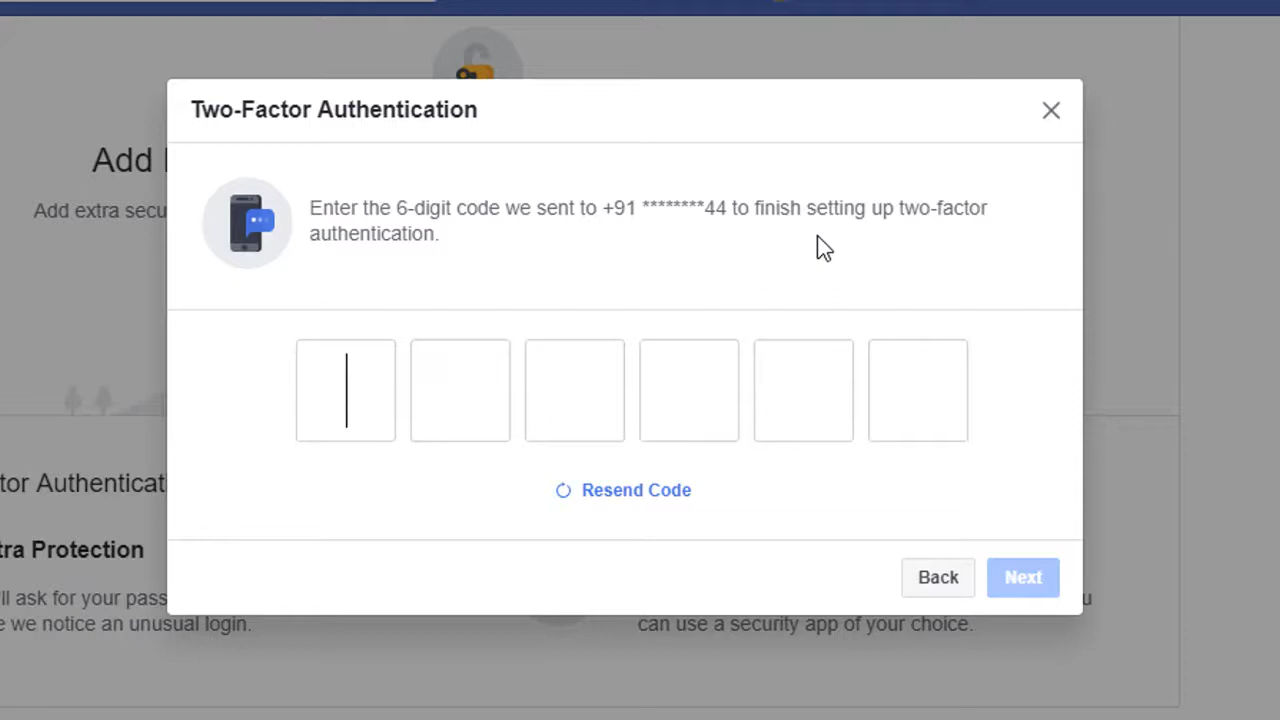 Two-Factor Authentication
Add
Add extra secu
Enter the 6-digit code we sent to +91 ********44 to finish setting up two-factor
authentication.
Resend Code
tor Authenticat
tra Protection
Back
Next
'll ask for your pass
e we notice an unusual login.
u
can use a security app of your choice.